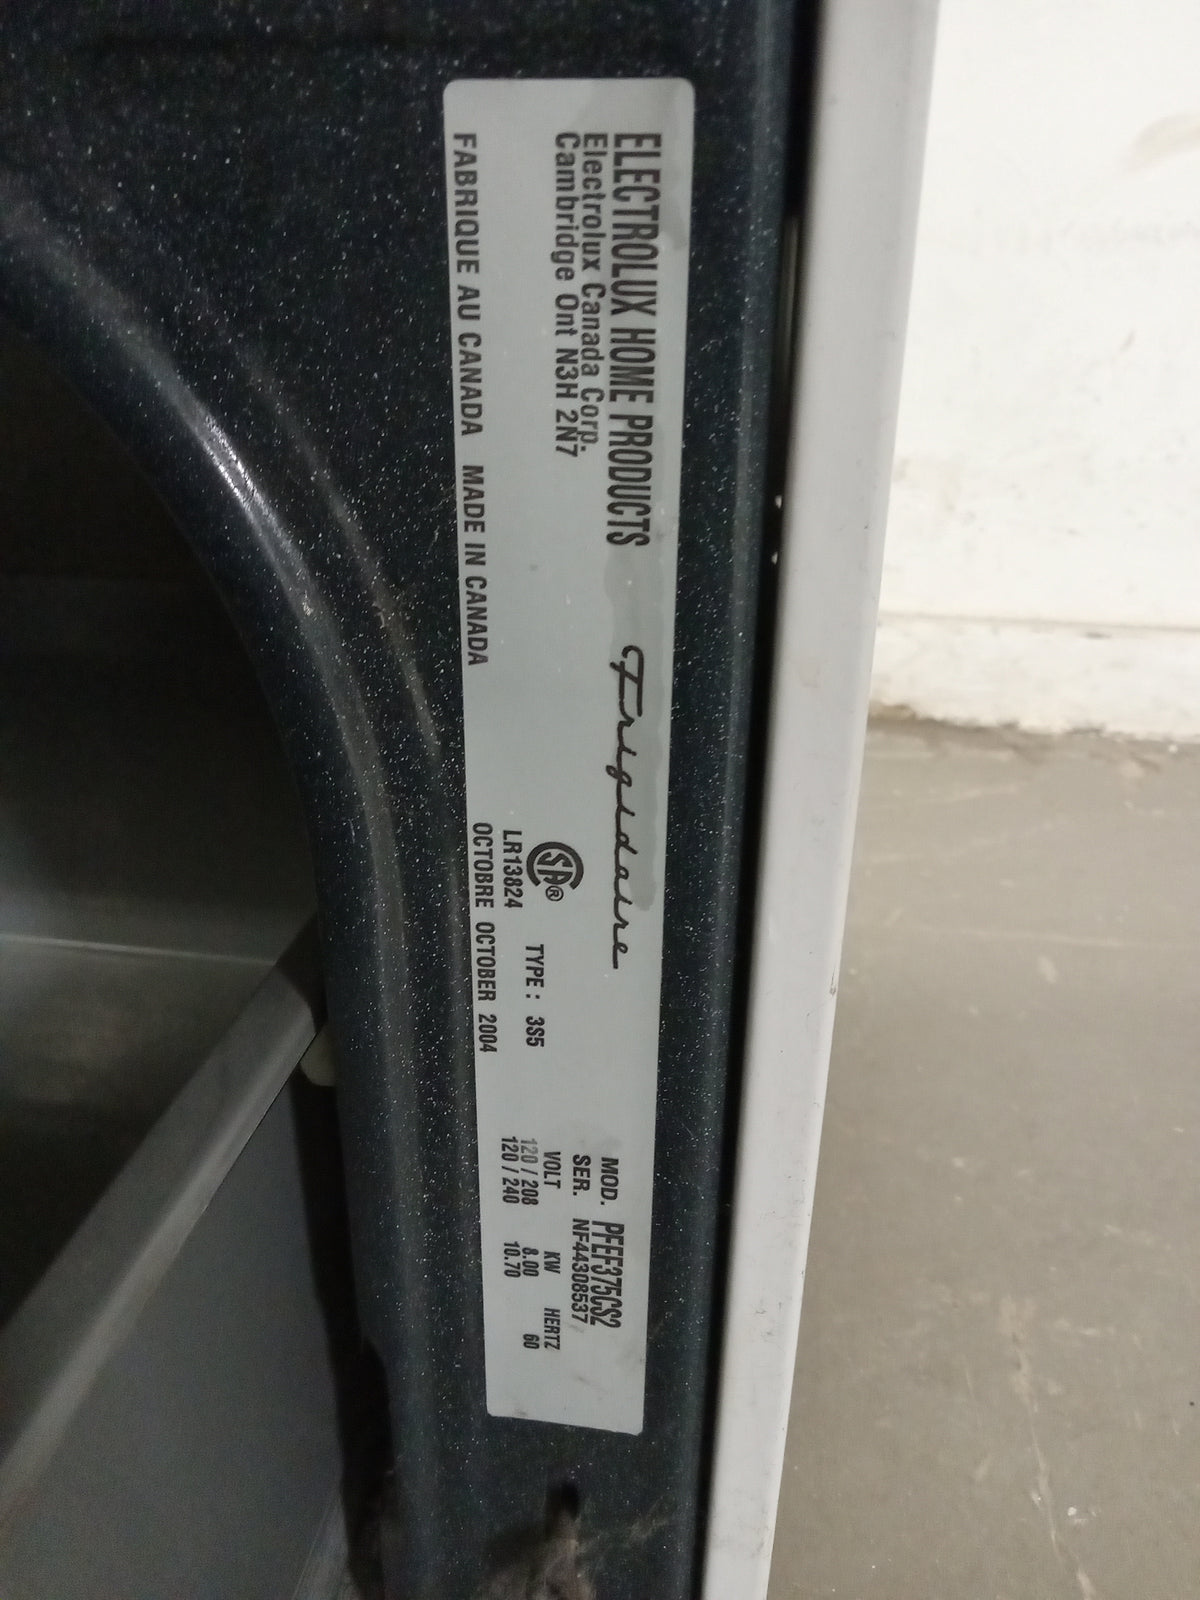 ELECTROLUX HOME PRODUCTS
Electrolux Canada Corp.
Cambridge Ont N3H 2N7
FABRIQUE AU CANADA MADE IN CANADA
Frigidaire
SA®
LR13824
TYPE : 3S5
OCTOBRE OCTOBER 2004
MOD. PFEF375CS2
SER. NF44308537
VOLT KW HERTZ
120 / 208 8.00 60
120 / 240 10.70